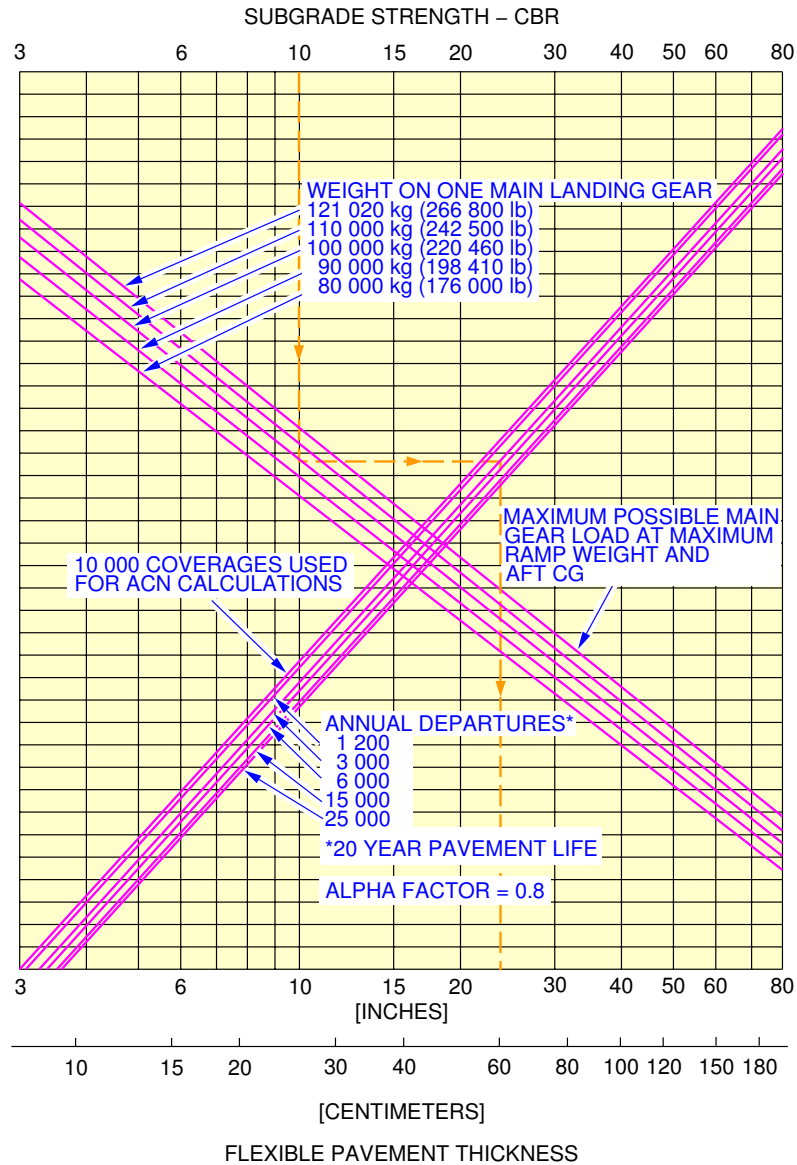 SUBGRADE STRENGTH – CBR
3 6 10 15 20 30 40 50 60 80
WEIGHT ON ONE MAIN LANDING GEAR
121 020 kg (266 800 lb)
110 000 kg (242 500 lb)
100 000 kg (220 460 lb)
90 000 kg (198 410 lb)
80 000 kg (176 000 lb)
MAXIMUM POSSIBLE MAIN
GEAR LOAD AT MAXIMUM
RAMP WEIGHT AND
AFT CG
10 000 COVERAGES USED
FOR ACN CALCULATIONS
ANNUAL DEPARTURES*
1 200
3 000
6 000
15 000
25 000
*20 YEAR PAVEMENT LIFE
ALPHA FACTOR = 0.8
3 6 10 15 20 30 40 50 60 80
[INCHES]
10 15 20 30 40 60 80 100 120 150 180
[CENTIMETERS]
FLEXIBLE PAVEMENT THICKNESS